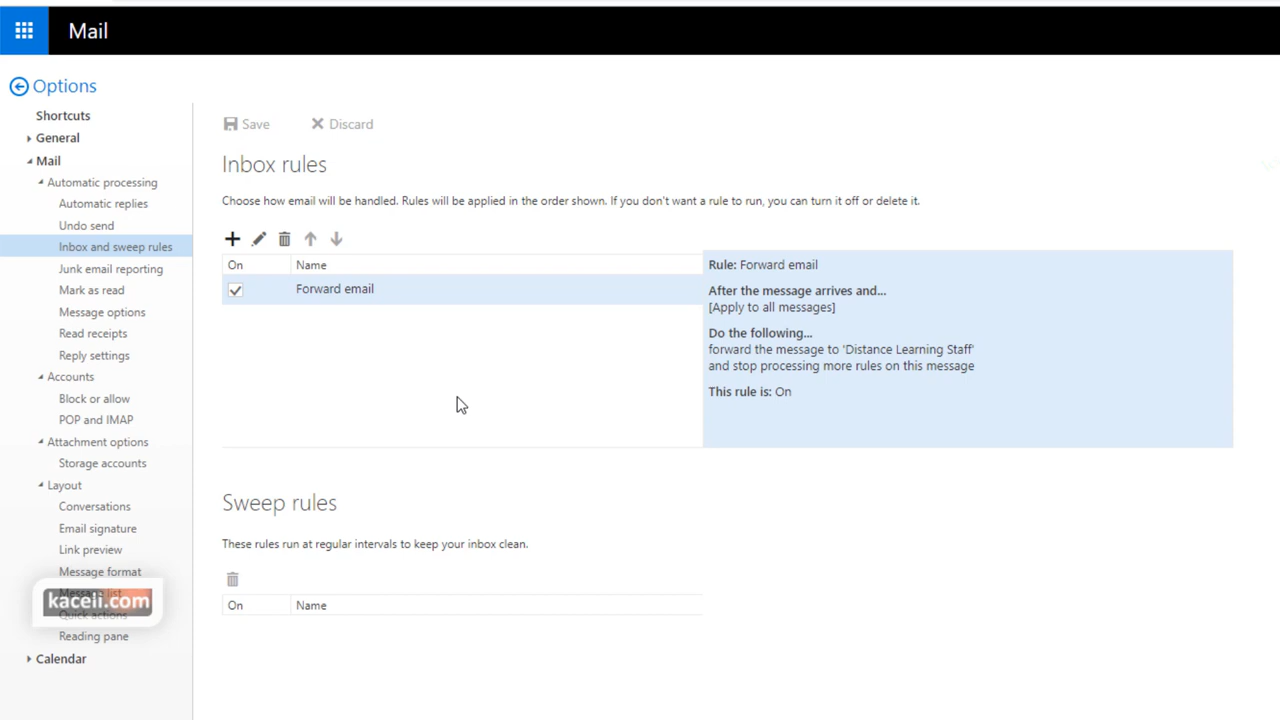 Mail
Options
Shortcuts
General
Mail
Automatic processing
Automatic replies
Undo send
Inbox and sweep rules
Junk email reporting
Mark as read
Message options
Read receipts
Reply settings
Accounts
Block or allow
POP and IMAP
Attachment options
Storage accounts
Layout
Conversations
Email signature
Link preview
Message format
Message list
kaceli.com
Quick actions
Reading pane
Calendar
Save Discard
Inbox rules
Choose how email will be handled. Rules will be applied in the order shown. If you don't want a rule to run, you can turn it off or delete it.
On Name
Forward email
Rule: Forward email
After the message arrives and...
[Apply to all messages]
Do the following...
forward the message to 'Distance Learning Staff'
and stop processing more rules on this message
This rule is: On
Sweep rules
These rules run at regular intervals to keep your inbox clean.
On Name